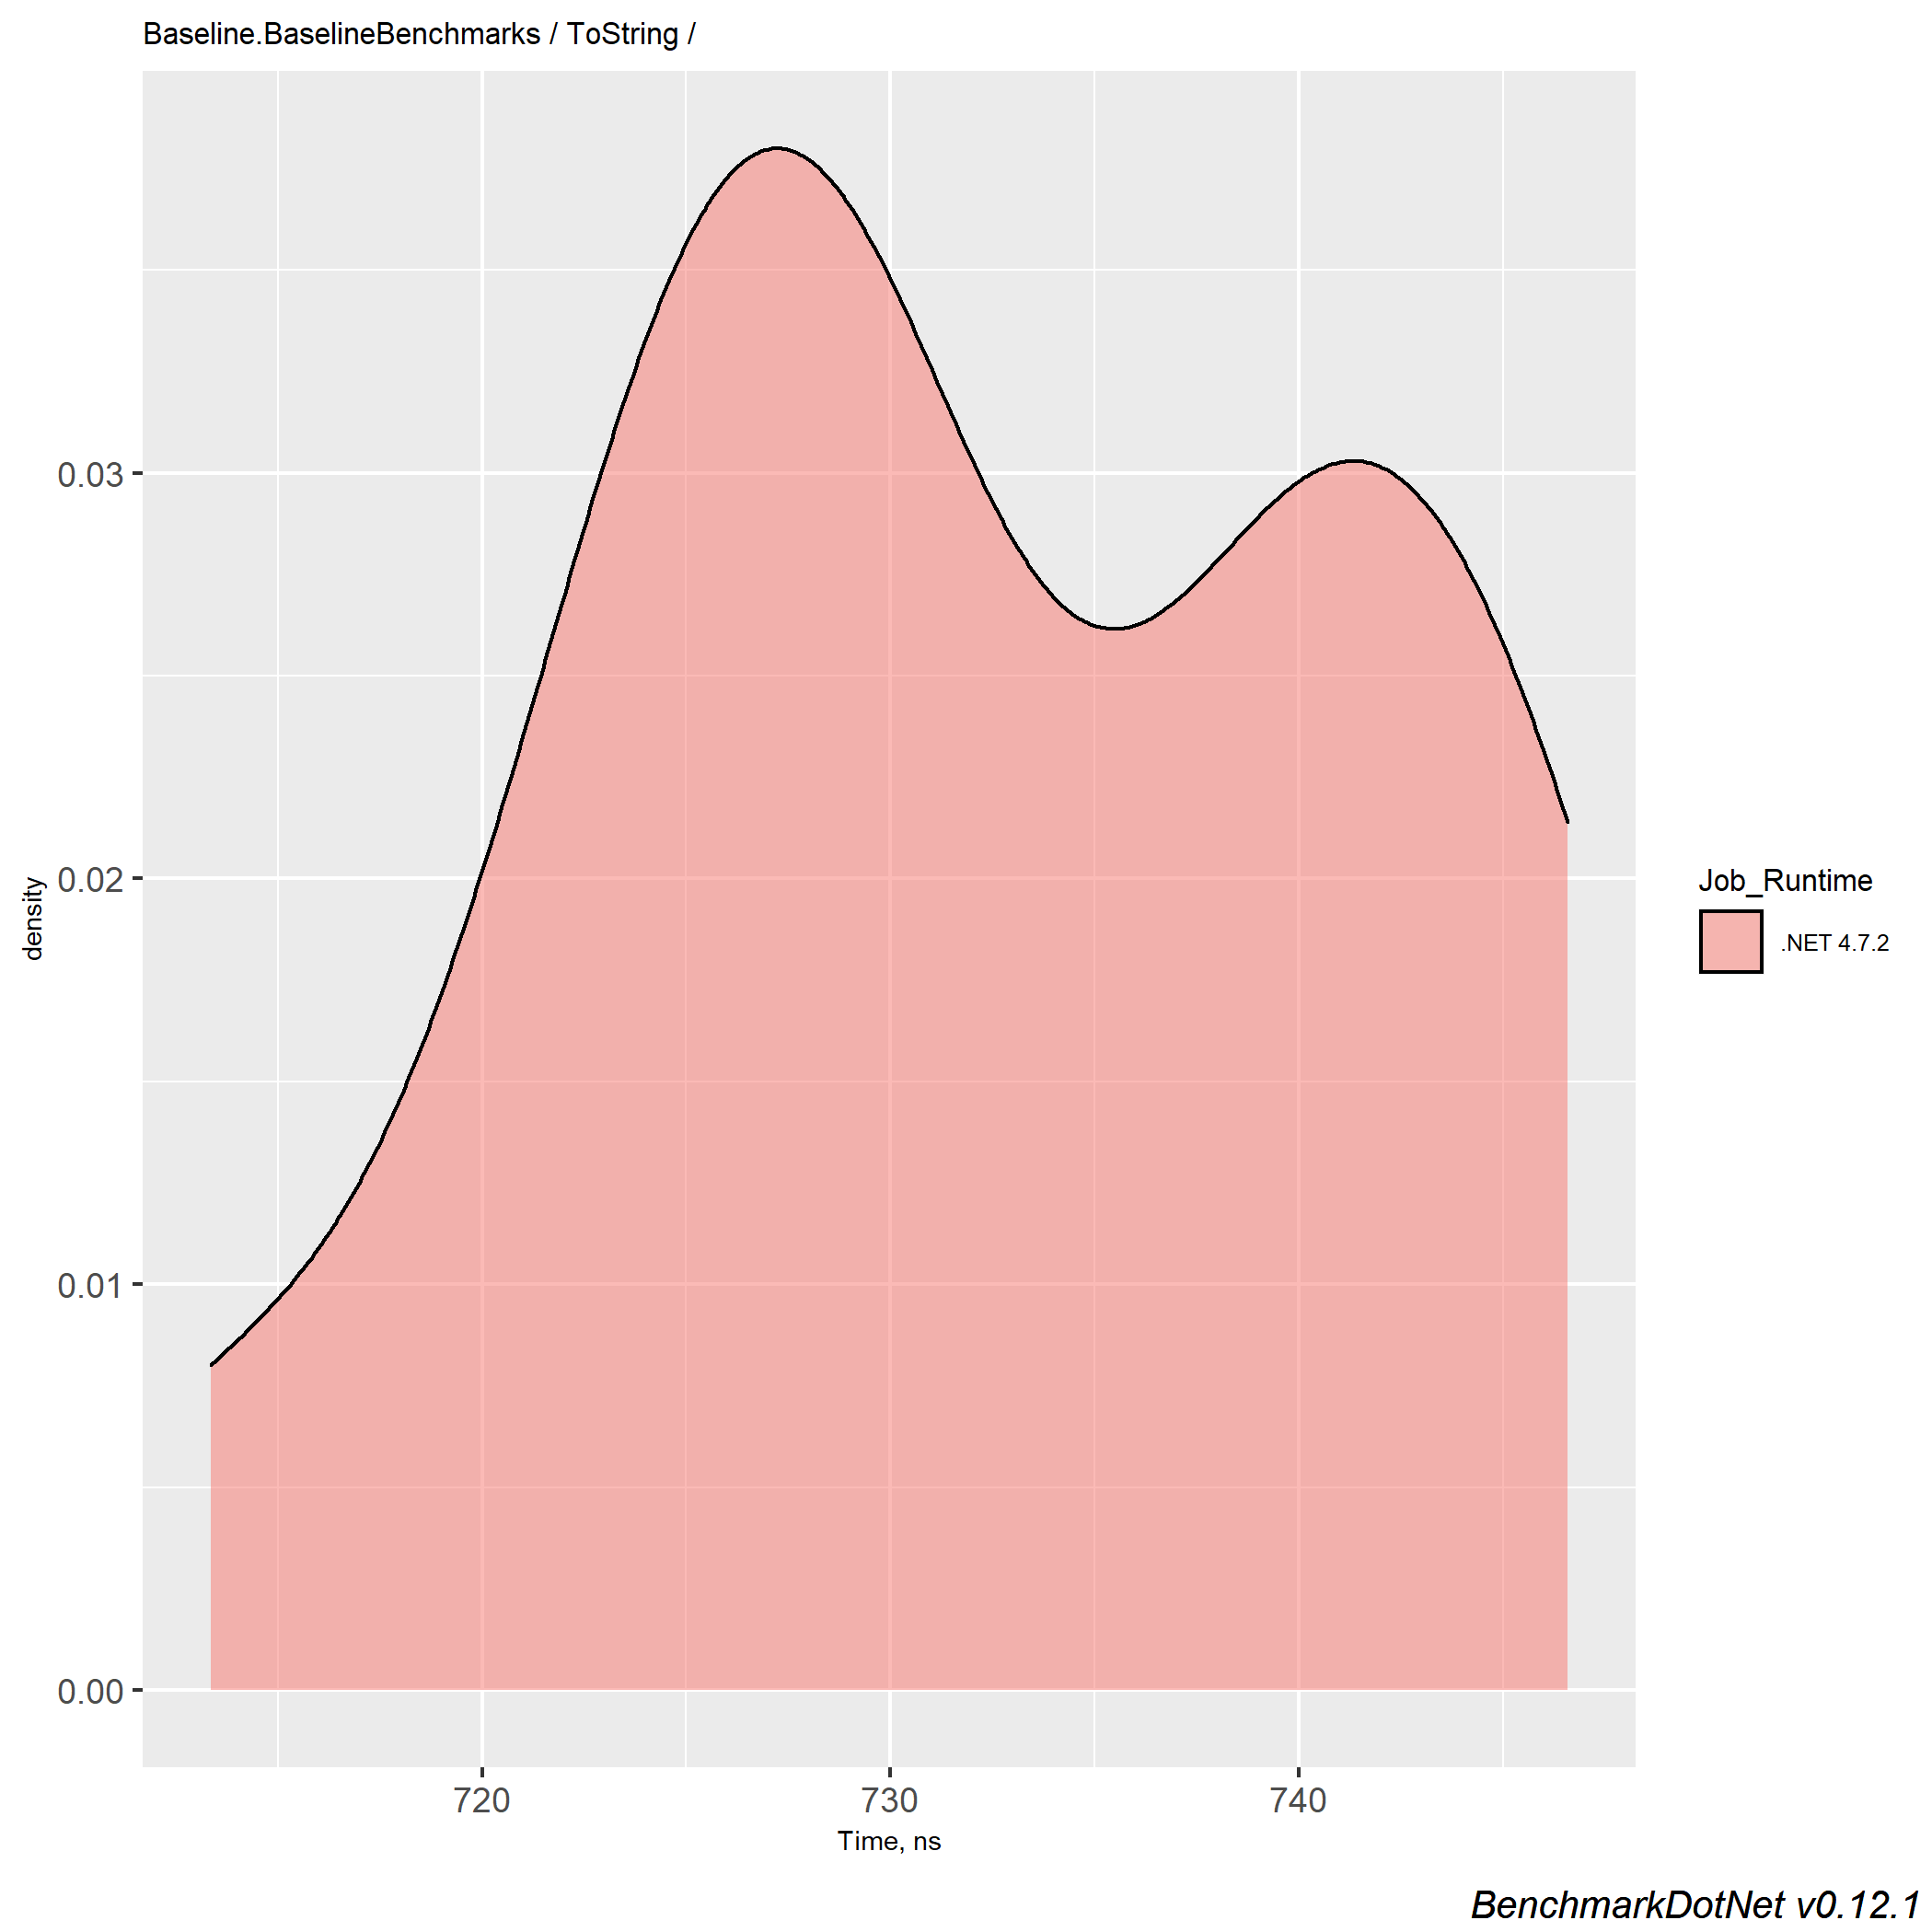 Baseline.BaselineBenchmarks / ToString /
density
0.03
0.02
0.01
0.00
720 730 740
Time, ns
Job_Runtime
.NET 4.7.2
BenchmarkDotNet v0.12.1